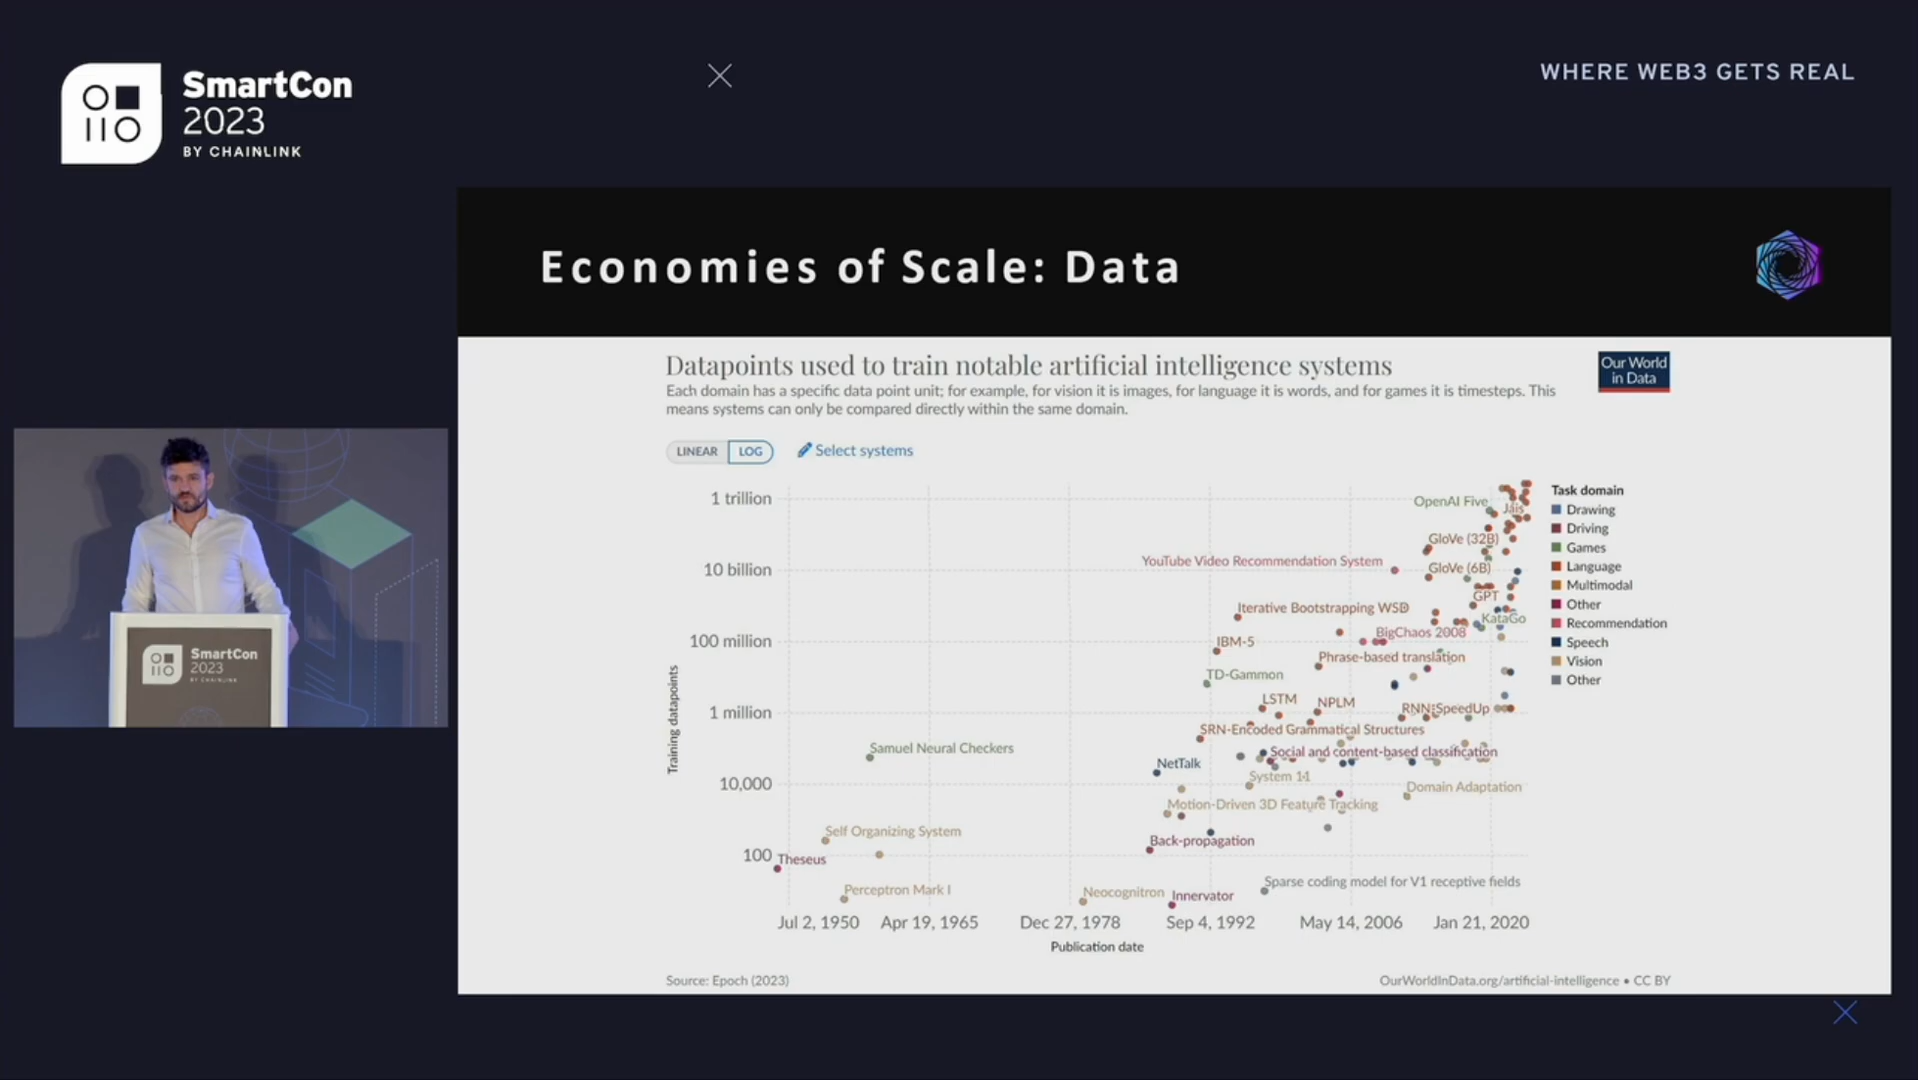 SmartCon
2023
BY CHAINLINK
WHERE WEB3 GETS REAL
Economies of Scale: Data
Datapoints used to train notable artificial intelligence systems
Each domain has a specific data point unit; for example, for vision it is images, for language it is words, and for games it is timesteps. This
means systems can only be compared directly within the same domain.
Our World
in Data
LINEAR
LOG
Select systems
1 trillion
10 billion
100 million
1 million
10,000
100
Training datapoints
OpenAI Five
Jais
GloVe (32B)
YouTube Video Recommendation System
GloVe (6B)
GPT
Iterative Bootstrapping WSD
KataGo
BigChaos 2008
IBM-5
Phrase-based translation
TD-Gammon
LSTM
NPLM
RNN-SpeedUp
SRN-Encoded Grammatical Structures
Samuel Neural Checkers
Social and content-based classification
NetTalk
System 11
Domain Adaptation
Motion-Driven 3D Feature Tracking
Self Organizing System
Back-propagation
Theseus
Perceptron Mark I
Neocognitron
Innervator
Sparse coding model for V1 receptive fields
Jul 2, 1950
Apr 19, 1965
Dec 27, 1978
Sep 4, 1992
May 14, 2006
Jan 21, 2020
Publication date
Task domain
Drawing
Driving
Games
Language
Multimodal
Other
Recommendation
Speech
Vision
Other
Source: Epoch (2023)
OurWorldInData.org/artificial-intelligence • CC BY
SmartCon
2023
BY CHAINLINK